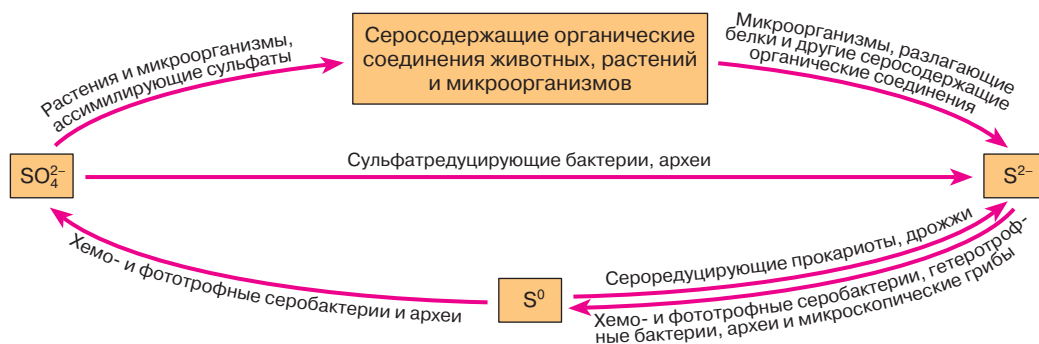 Растения и микроорганизмы,
ассимилирующие сульфаты
Серосодержащие органические
соединения животных, растений
и микроорганизмов
Микроорганизмы, разлагающие
белки и другие серосодержащие
органические соединения
SO₄²⁻
Сульфатредуцирующие бактерии, археи
S²⁻
Хемо- и фототрофные серобактерии и археи
S⁰
Сероредуцирующие прокариоты, дрожжи
Хемо- и фототрофные серобактерии, гетеротроф-
ные бактерии, археи и микроскопические грибы